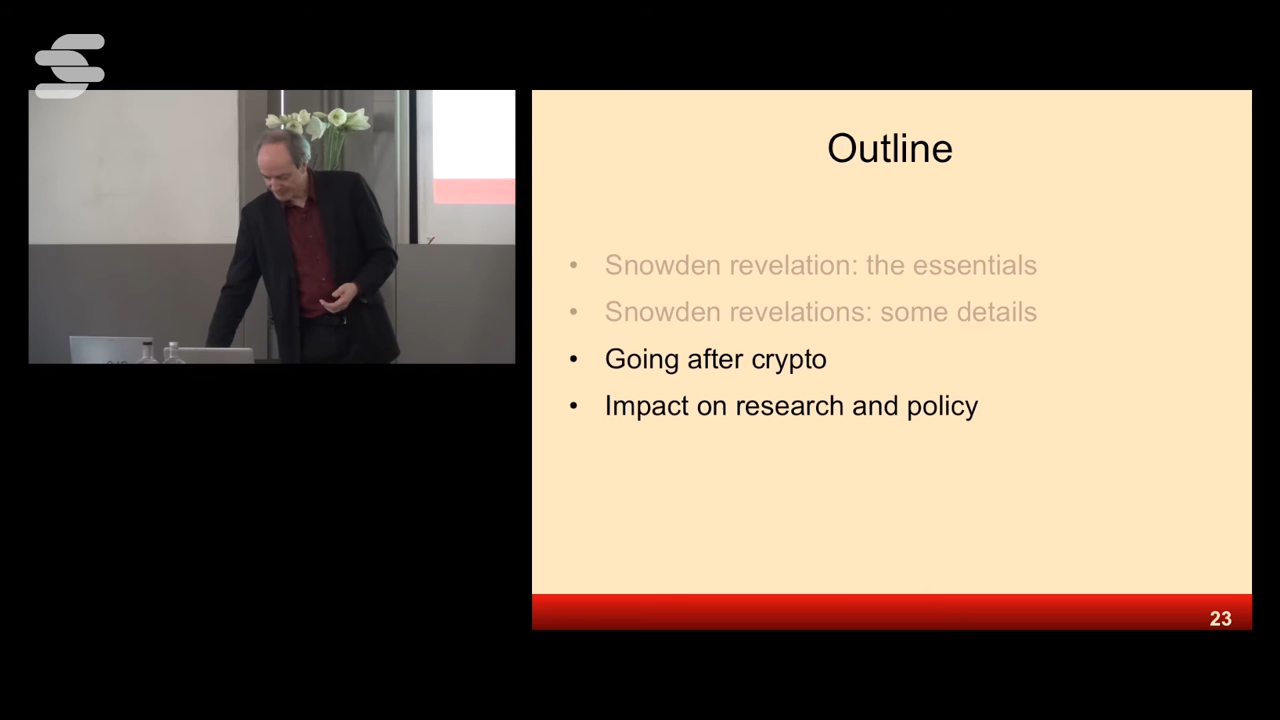 Outline
• Snowden revelation: the essentials
• Snowden revelations: some details
• Going after crypto
• Impact on research and policy
23